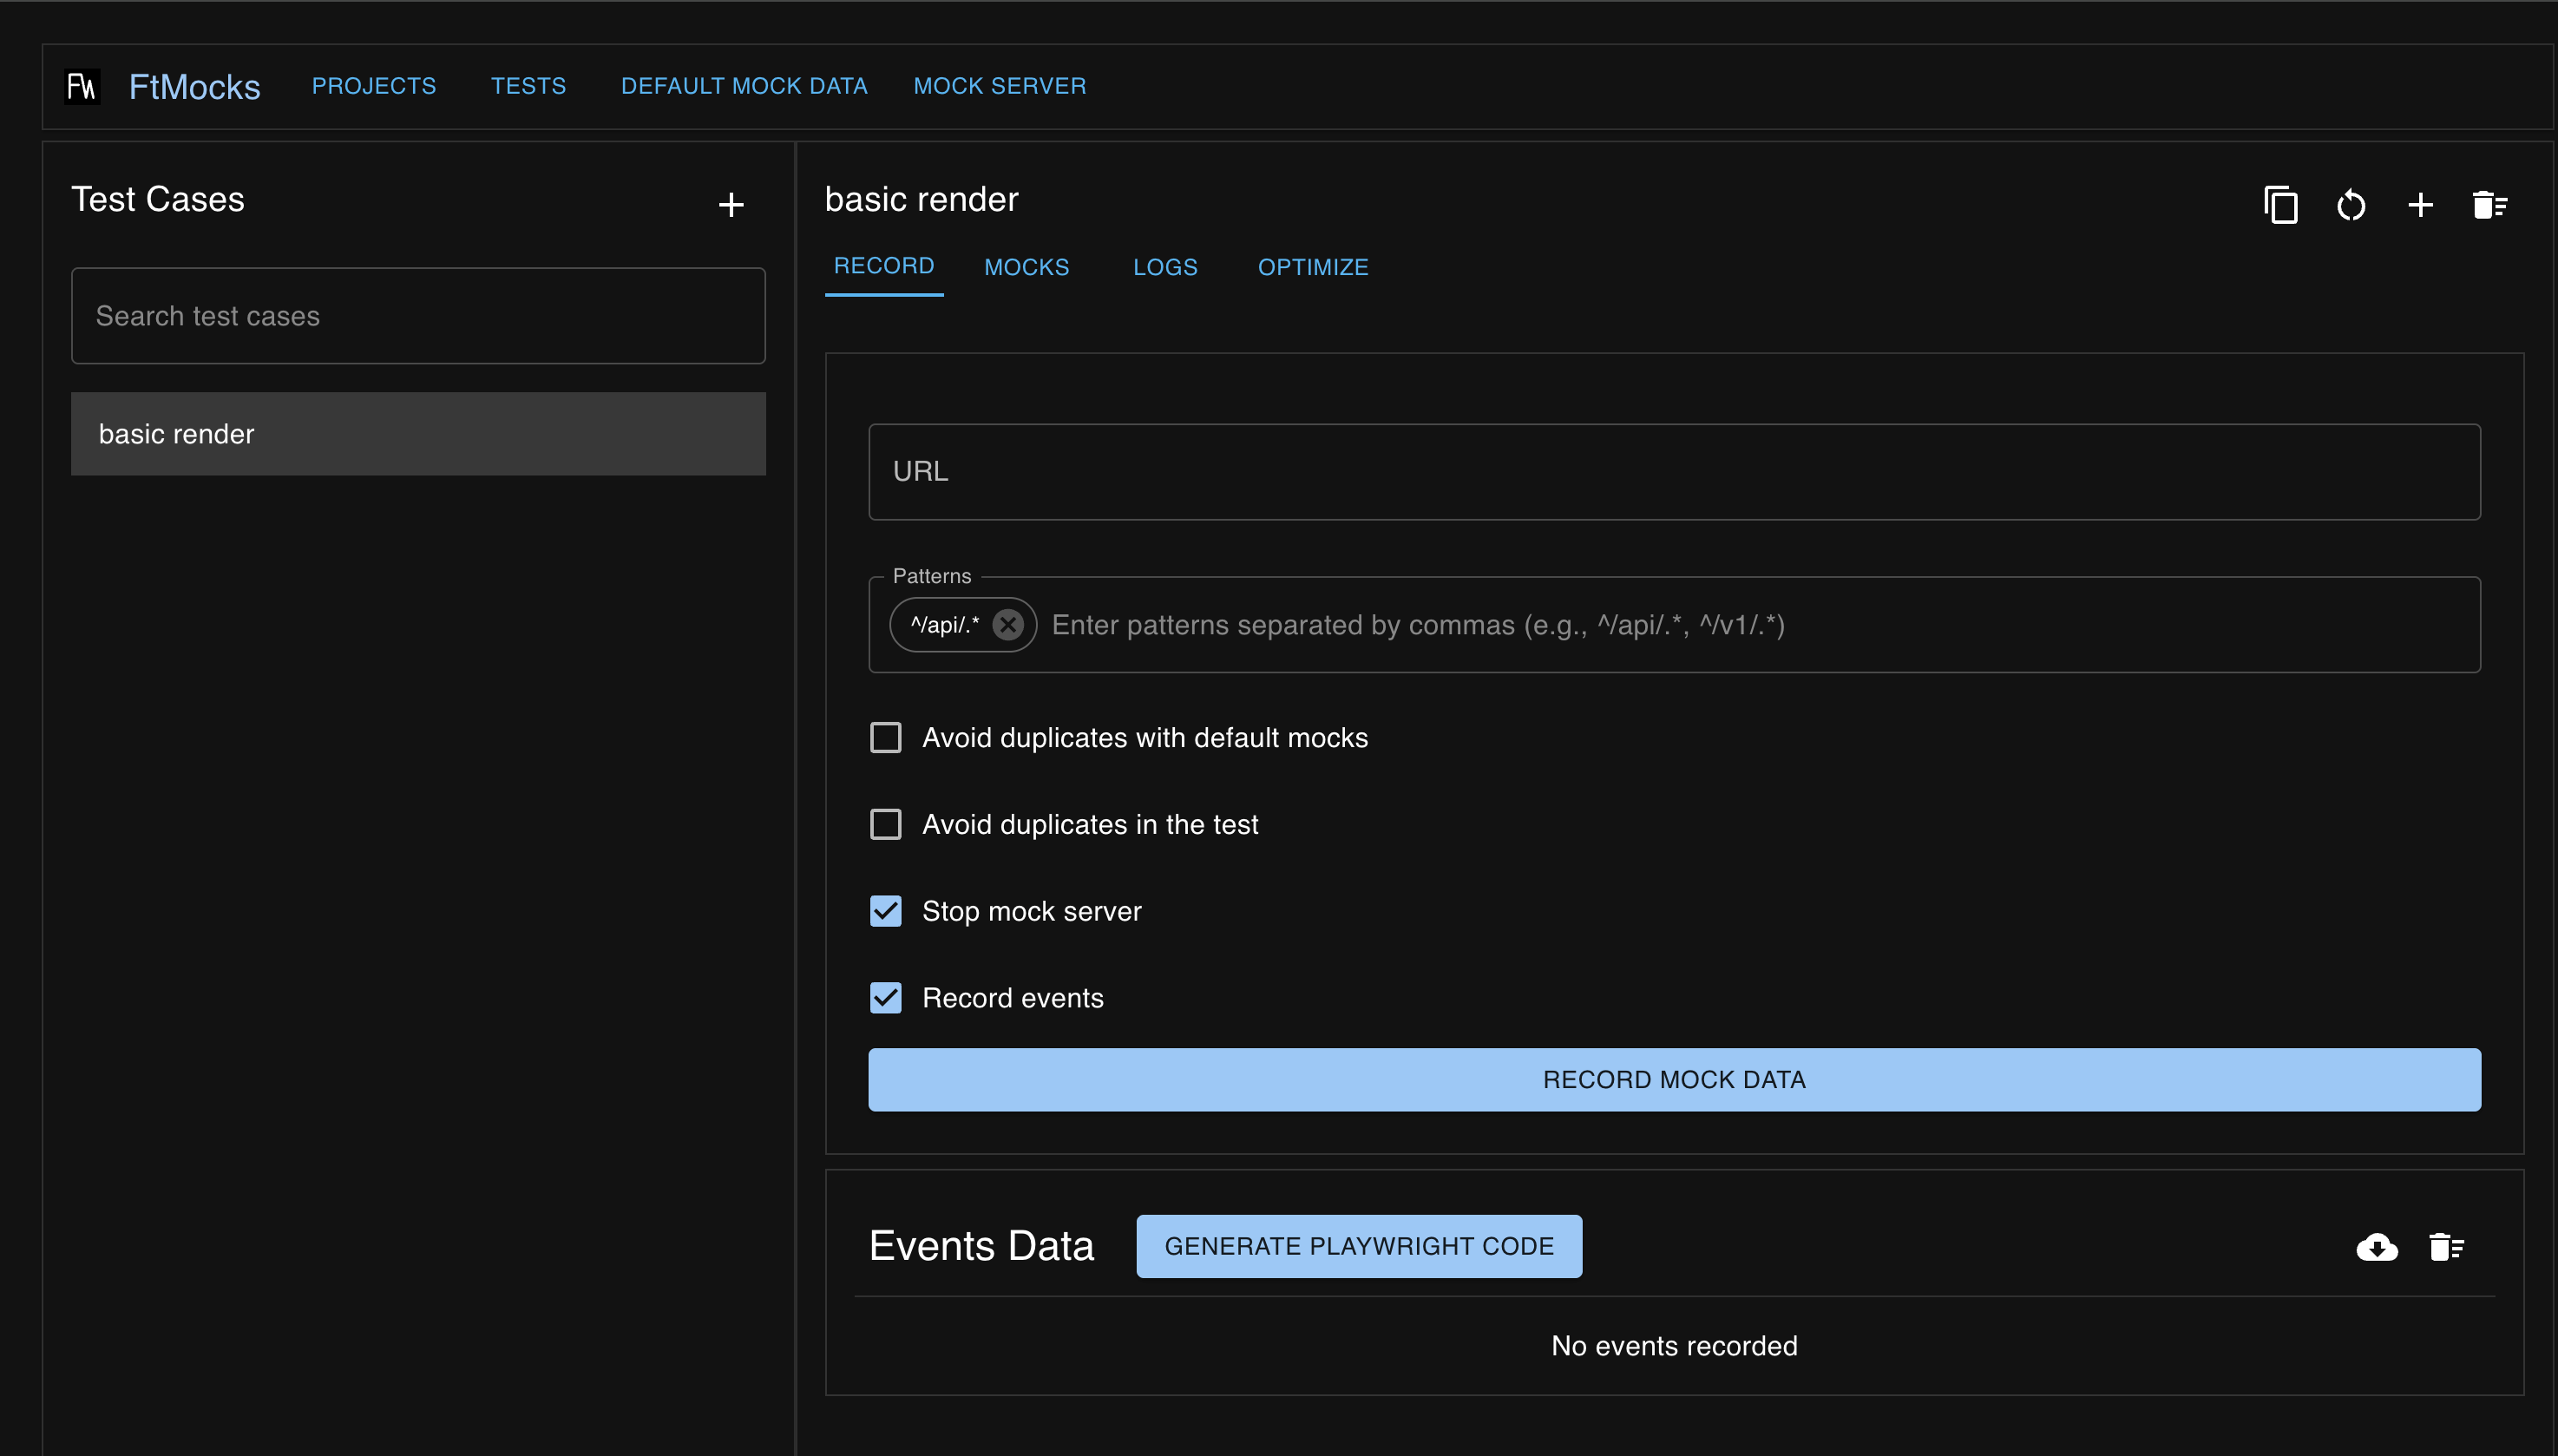 FM FtMocks PROJECTS TESTS DEFAULT MOCK DATA MOCK SERVER
Test Cases
Search test cases
basic render
basic render
RECORD MOCKS LOGS OPTIMIZE
URL
Patterns
^/api/.* Enter patterns separated by commas (e.g., ^/api/.*, ^/v1/.*)
Avoid duplicates with default mocks
Avoid duplicates in the test
Stop mock server
Record events
RECORD MOCK DATA
Events Data GENERATE PLAYWRIGHT CODE
No events recorded